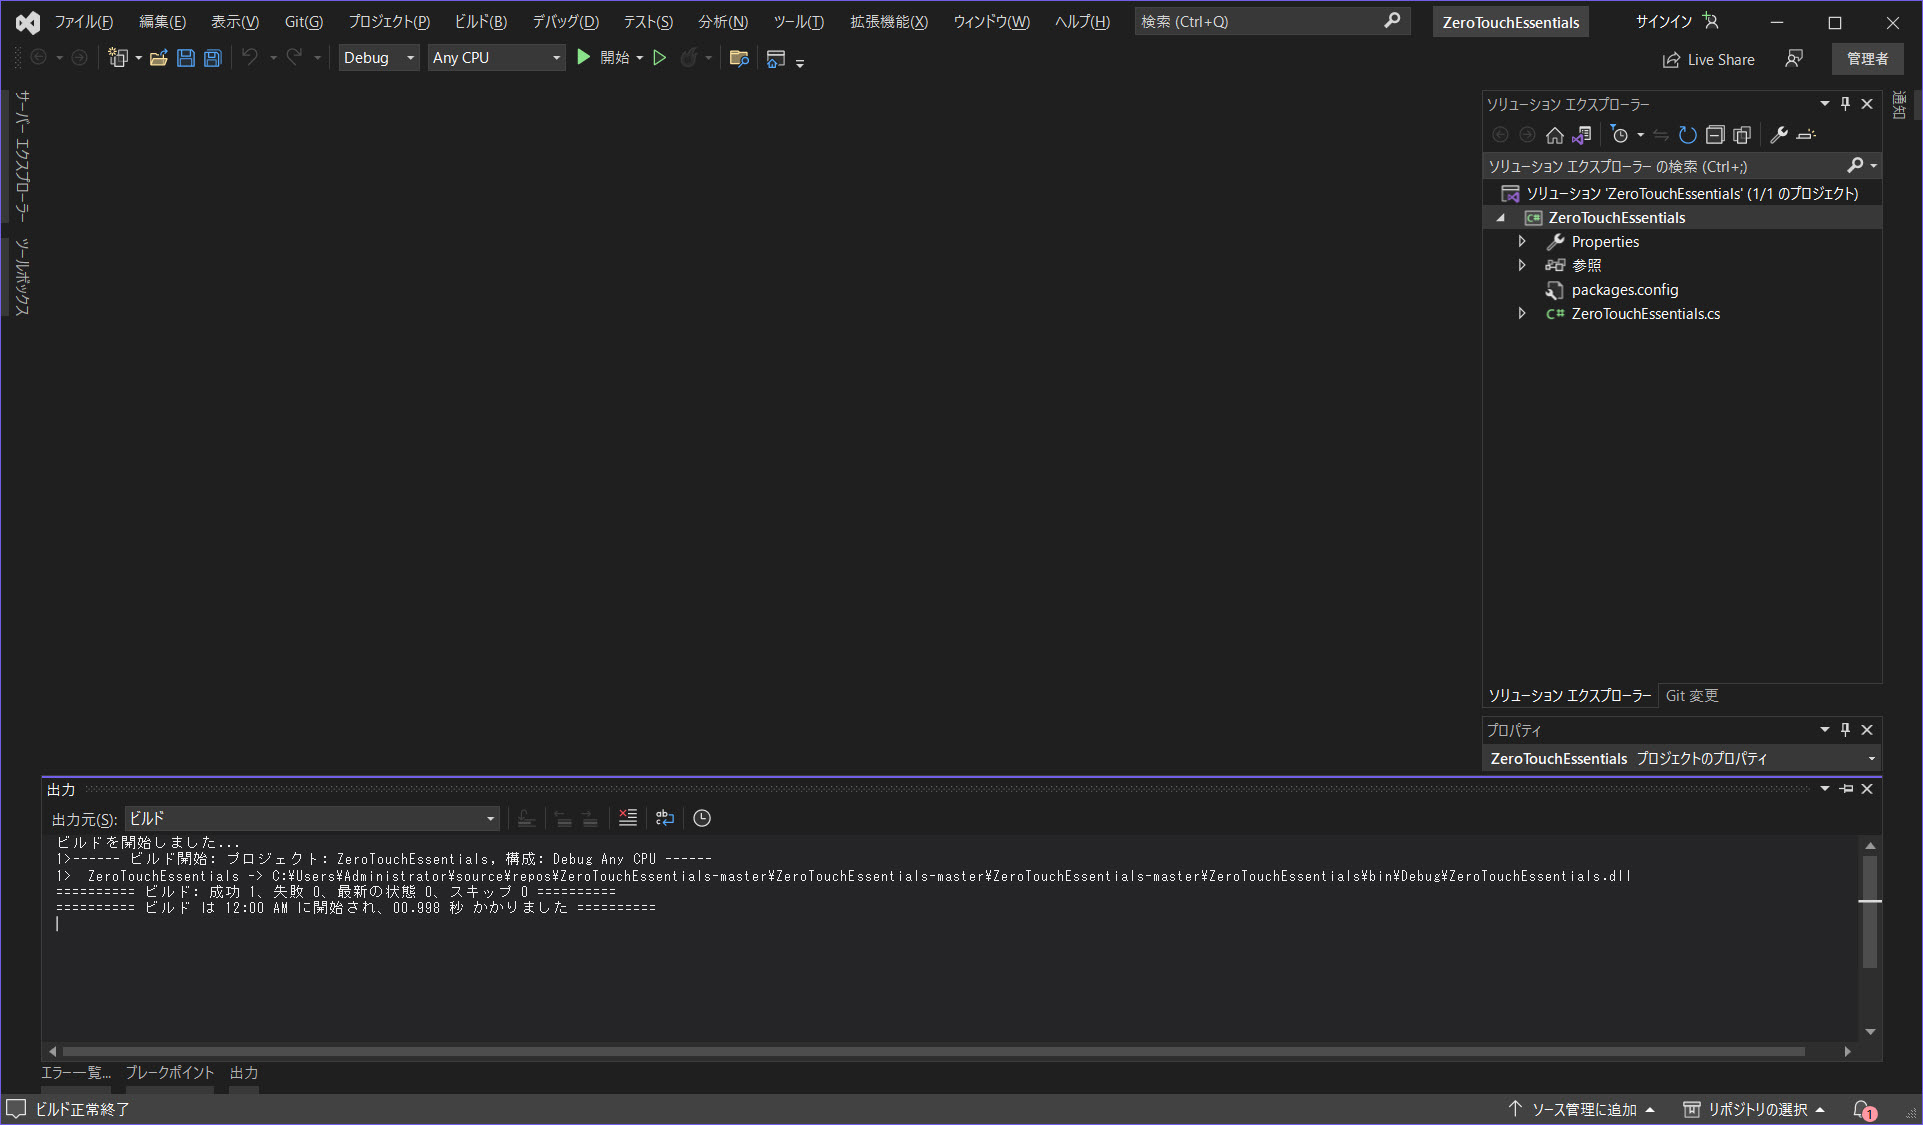 ファイル(F) 編集(E) 表示(V) Git(G) プロジェクト(P) ビルド(B) デバッグ(D) テスト(S) 分析(N) ツール(T) 拡張機能(X) ウィンドウ(W) ヘルプ(H) 検索 (Ctrl+Q) ZeroTouchEssentials サインイン
Debug Any CPU 開始 Live Share 管理者
サーバー エクスプローラー
ツールボックス
ソリューション エクスプローラー
ソリューション エクスプローラー の検索 (Ctrl+;)
ソリューション 'ZeroTouchEssentials' (1/1 のプロジェクト)
C# ZeroTouchEssentials
Properties
参照
packages.config
C# ZeroTouchEssentials.cs
ソリューション エクスプローラー Git 変更
プロパティ
ZeroTouchEssentials プロジェクトのプロパティ
通知
出力
出力元(S): ビルド
ビルドを開始しました...
1>------ ビルド開始: プロジェクト: ZeroTouchEssentials, 構成: Debug Any CPU ------
1>  ZeroTouchEssentials -> C:¥Users¥Administrator¥source¥repos¥ZeroTouchEssentials-master¥ZeroTouchEssentials-master¥ZeroTouchEssentials-master¥ZeroTouchEssentials¥bin¥Debug¥ZeroTouchEssentials.dll
========== ビルド: 成功 1、失敗 0、最新の状態 0、スキップ 0 ==========
========== ビルド は 12:00 AM に開始され、00.998 秒 かかりました ==========
エラー一覧... ブレークポイント 出力
ビルド正常終了 ソース管理に追加 リポジトリの選択 1